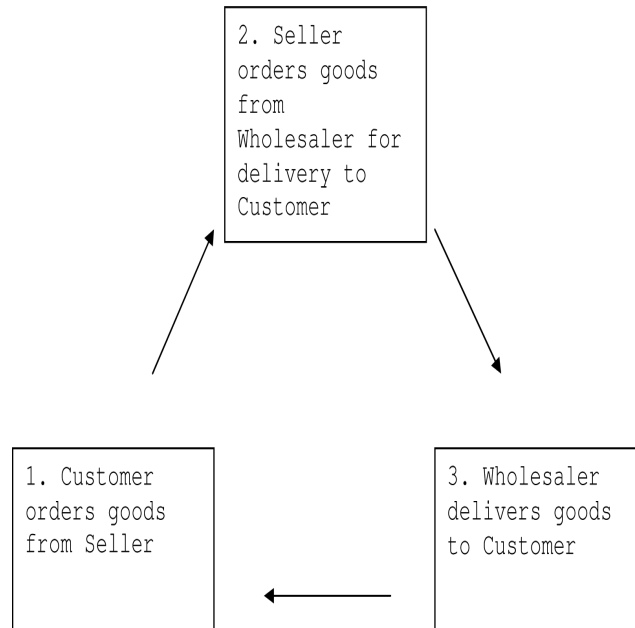 2. Seller
orders goods
from
Wholesaler for
delivery to
Customer
1. Customer
orders goods
from Seller
3. Wholesaler
delivers goods
to Customer